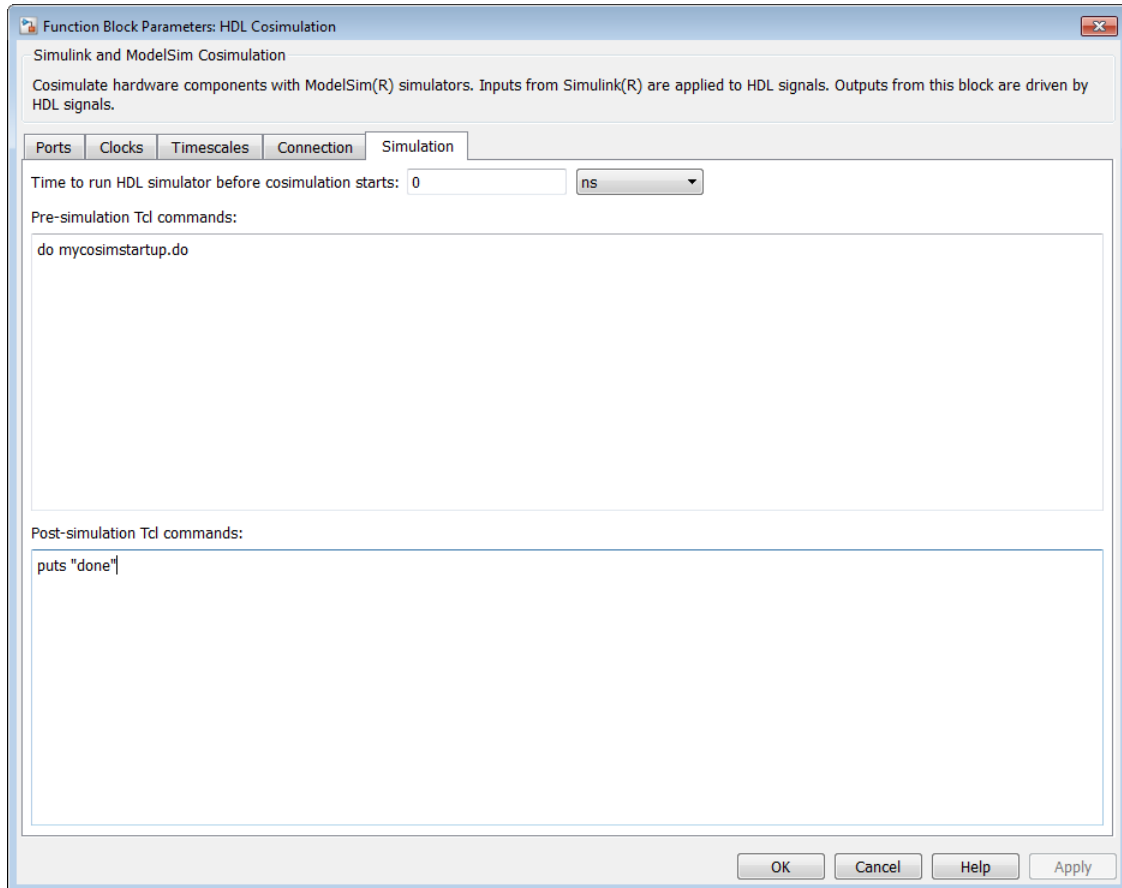 Function Block Parameters: HDL Cosimulation
Simulink and ModelSim Cosimulation
Cosimulate hardware components with ModelSim(R) simulators. Inputs from Simulink(R) are applied to HDL signals. Outputs from this block are driven by
HDL signals.
Ports Clocks Timescales Connection Simulation
Time to run HDL simulator before cosimulation starts: 0 ns
Pre-simulation Tcl commands:
do mycosimstartup.do
Post-simulation Tcl commands:
puts "done"
OK Cancel Help Apply